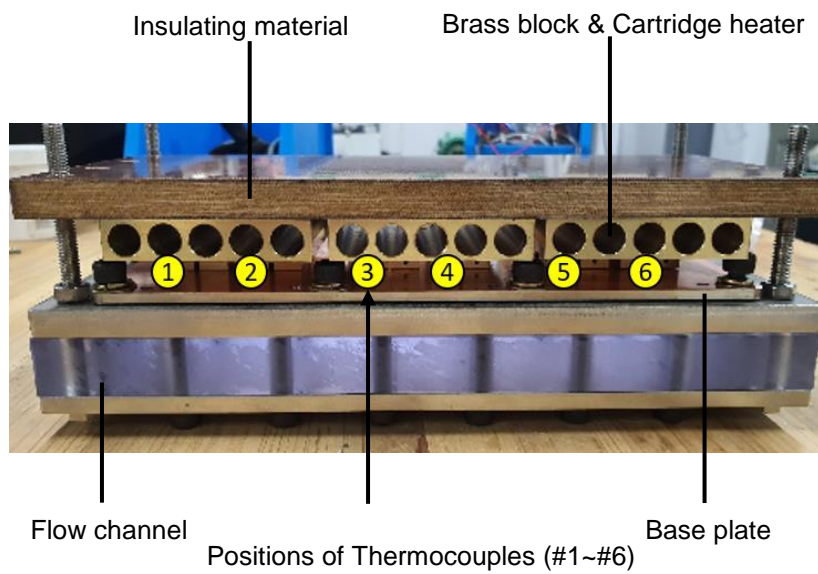 Insulating material
Brass block & Cartridge heater
1 2 3 4 5 6
Flow channel
Base plate
Positions of Thermocouples (#1~#6)